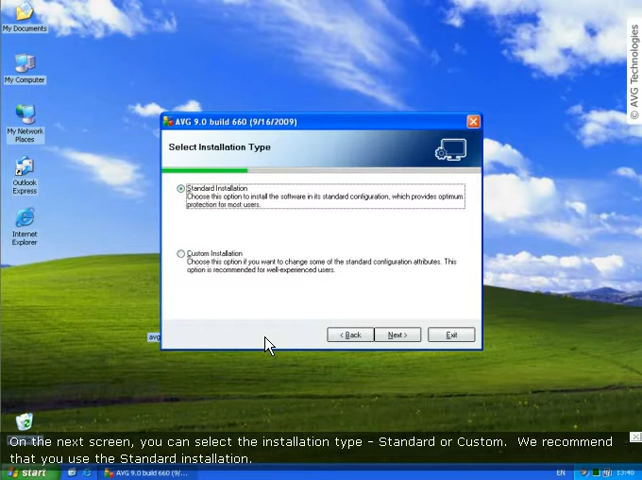 My Documents
My Computer
My Network
Places
Outlook
Express
Internet
Explorer
© AVG Technologies
AVG 9.0 build 660 (9/16/2009)
Select Installation Type
Standard Installation
Choose this option to install the software in its standard configuration, which provides optimum
protection for most users.
Custom Installation
Choose this option if you want to change some of the standard configuration attributes. This
option is recommended for well-experienced users.
< Back
Next >
Exit
avg
On the next screen, you can select the installation type - Standard or Custom. We recommend
that you use the Standard installation.
start
AVG 9.0 build 660 (9/...
EN
13:40